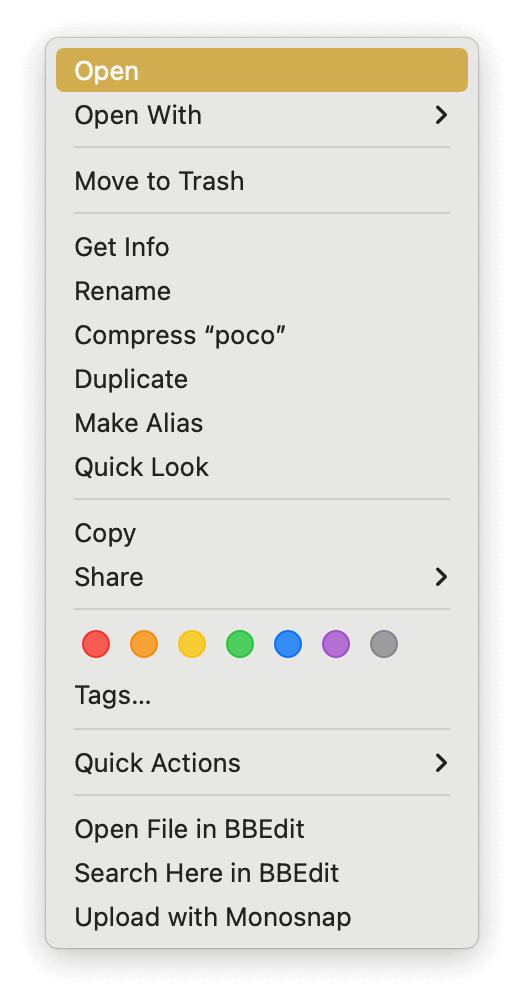 Open
Open With
Move to Trash
Get Info
Rename
Compress “poco”
Duplicate
Make Alias
Quick Look
Copy
Share
Tags...
Quick Actions
Open File in BBEdit
Search Here in BBEdit
Upload with Monosnap